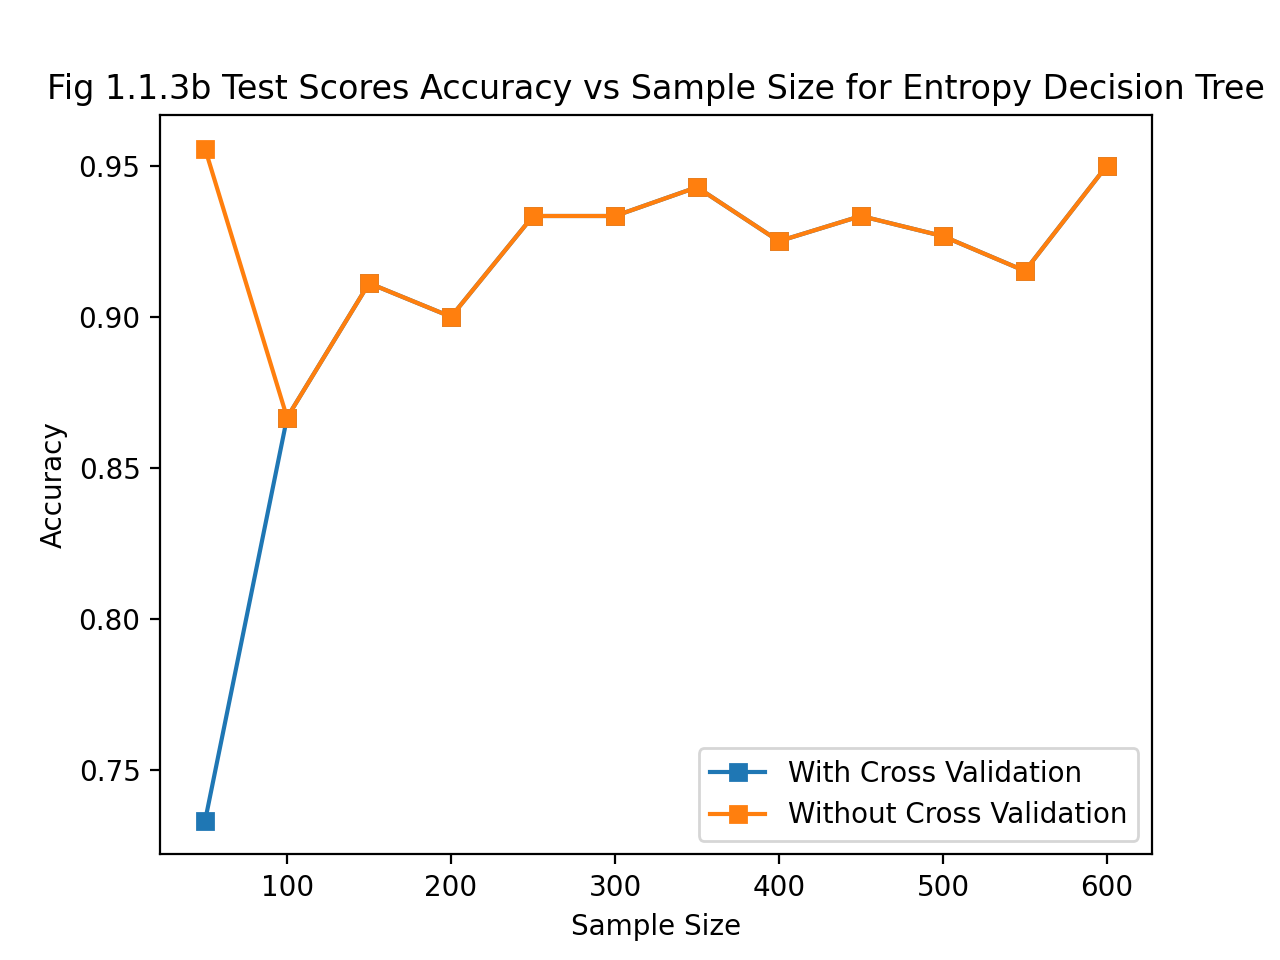 Fig 1.1.3b Test Scores Accuracy vs Sample Size for Entropy Decision Tree
0.95
0.90
0.85
0.80
0.75
Accuracy
With Cross Validation
Without Cross Validation
100 200 300 400 500 600
Sample Size